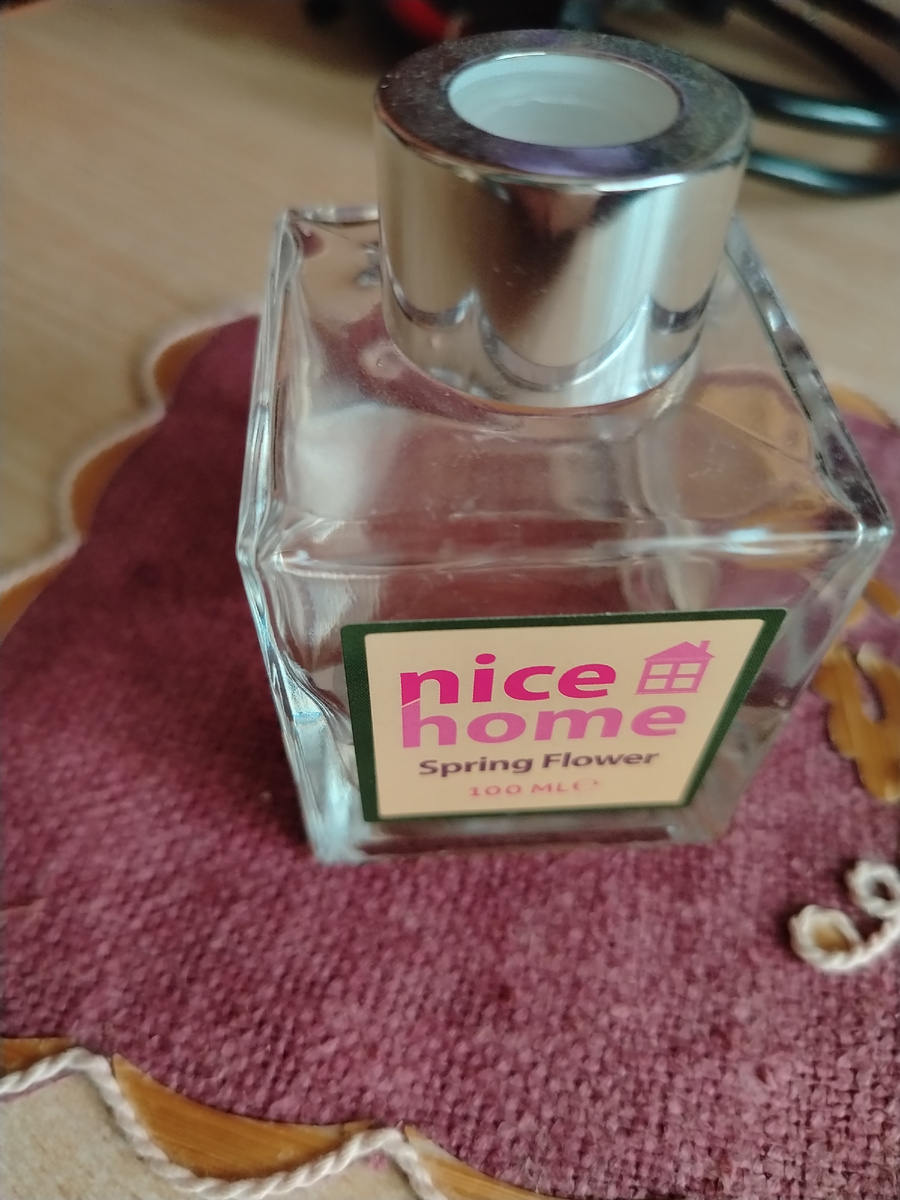 nice
home
Spring Flower
100 ML ℮